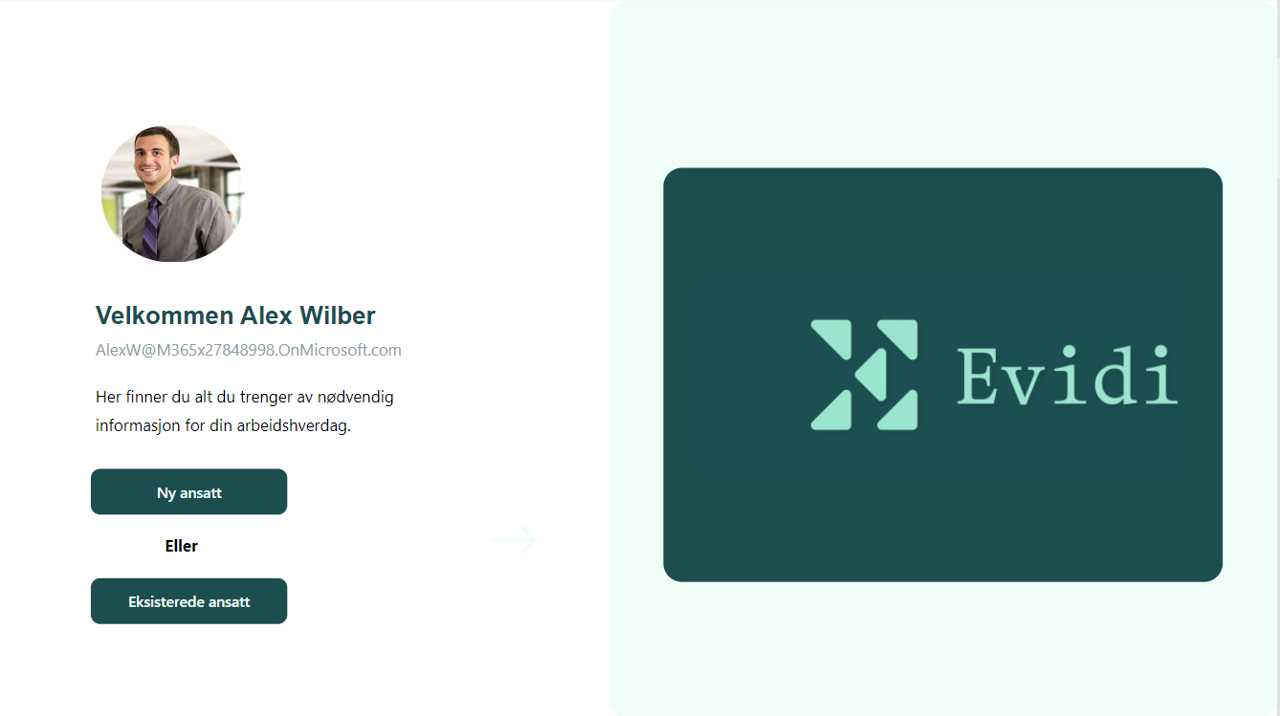 Velkommen Alex Wilber
AlexW@M365x27848998.OnMicrosoft.com
Her finner du alt du trenger av nødvendig
informasjon for din arbeidshverdag.
Ny ansatt
Eller
Eksisterede ansatt
Evidi